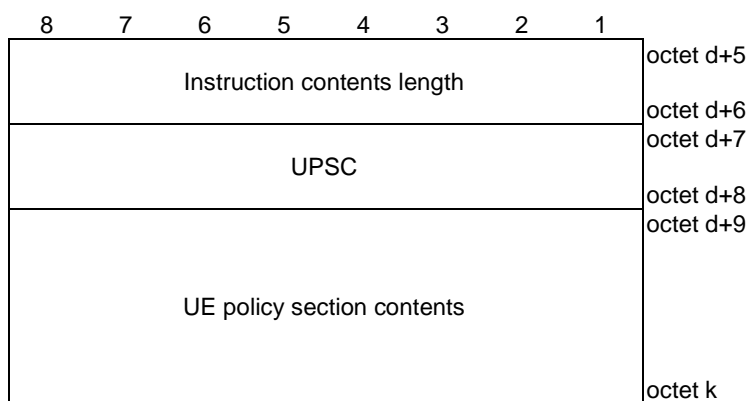 8 7 6 5 4 3 2 1
octet d+5
Instruction contents length
octet d+6
octet d+7
UPSC
octet d+8
octet d+9
UE policy section contents
octet k